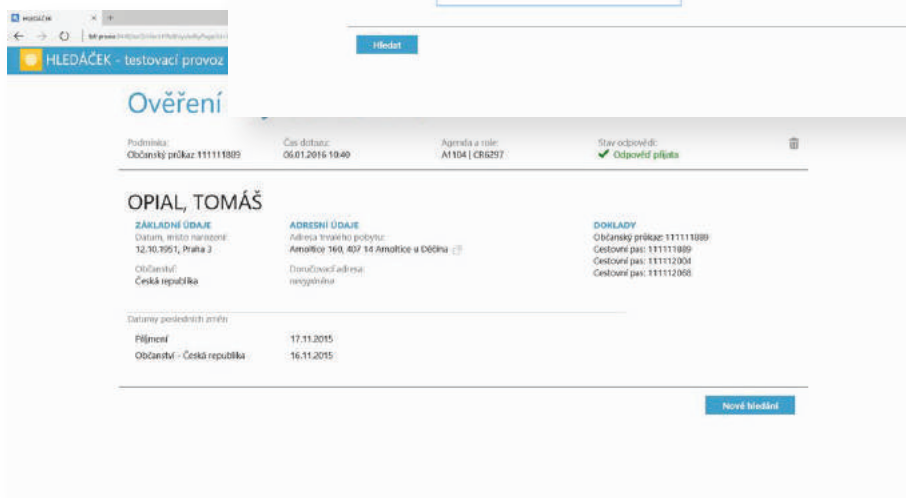 HLEDÁČEK
Hledat
HLEDÁČEK - testovací provoz
Ověření
Podmínka:
Občanský průkaz 111111889
Čas dotazu:
06.01.2016 10:40
Agenda a role:
A1104 | CR6297
Stav odpovědi:
Odpověď přijata
OPIAL, TOMÁŠ
ZÁKLADNÍ ÚDAJE
Datum, místo narození:
12.10.1951, Praha 3
Občanství:
Česká republika
ADRESNÍ ÚDAJE
Adresa trvalého pobytu:
Arnoltice 160, 407 14 Arnoltice u Děčína
Doručovací adresa:
nevyplněna
DOKLADY
Občanský průkaz: 111111889
Cestovní pas: 111111989
Cestovní pas: 111112004
Cestovní pas: 111112068
Datumy posledních změn
Příjmení 17.11.2015
Občanství - Česká republika 16.11.2015
Nové hledání